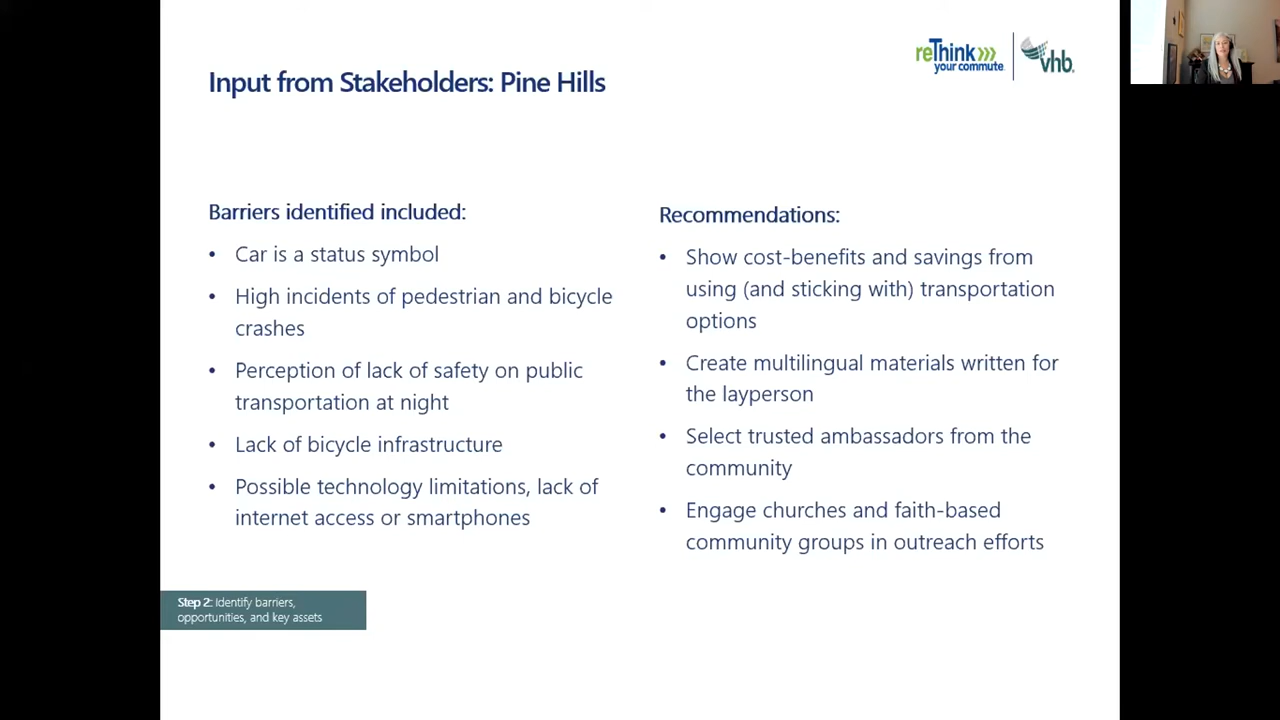 reThink
your commute
vhb
Input from Stakeholders: Pine Hills
Barriers identified included:
• Car is a status symbol
• High incidents of pedestrian and bicycle
crashes
• Perception of lack of safety on public
transportation at night
• Lack of bicycle infrastructure
• Possible technology limitations, lack of
internet access or smartphones
Recommendations:
• Show cost-benefits and savings from
using (and sticking with) transportation
options
• Create multilingual materials written for
the layperson
• Select trusted ambassadors from the
community
• Engage churches and faith-based
community groups in outreach efforts
Step 2: Identify barriers,
opportunities, and key assets